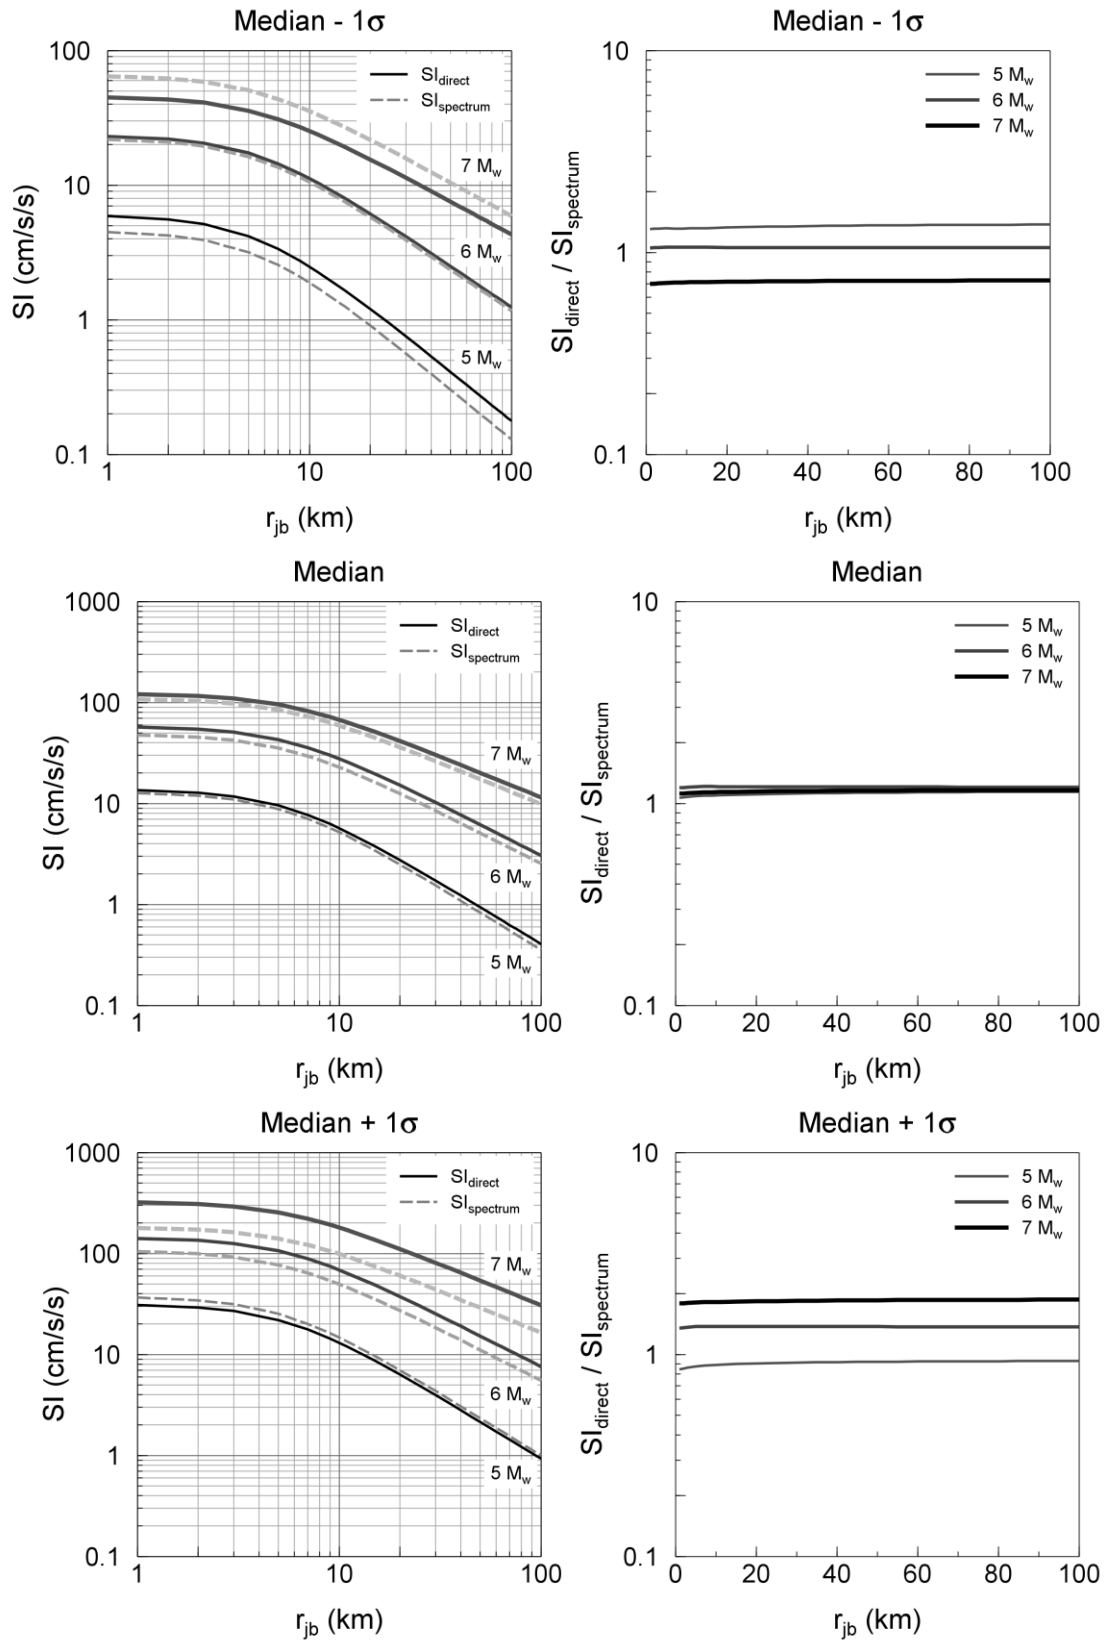 Median - 1σ
100
10
1
0.1
SI (cm/s/s)
SI_direct
SI_spectrum
7 M_w
6 M_w
5 M_w
1
10
100
r_jb (km)
10
1
0.1
SI_direct / SI_spectrum
5 M_w
6 M_w
7 M_w
0
20
40
60
80
100
r_jb (km)
Median
1000
100
10
1
0.1
SI (cm/s/s)
SI_direct
SI_spectrum
7 M_w
6 M_w
5 M_w
1
10
100
r_jb (km)
Median
10
1
0.1
SI_direct / SI_spectrum
5 M_w
6 M_w
7 M_w
0
20
40
60
80
100
r_jb (km)
Median + 1σ
1000
100
10
1
0.1
SI (cm/s/s)
SI_direct
SI_spectrum
7 M_w
6 M_w
5 M_w
1
10
100
r_jb (km)
Median + 1σ
10
1
0.1
SI_direct / SI_spectrum
5 M_w
6 M_w
7 M_w
0
20
40
60
80
100
r_jb (km)